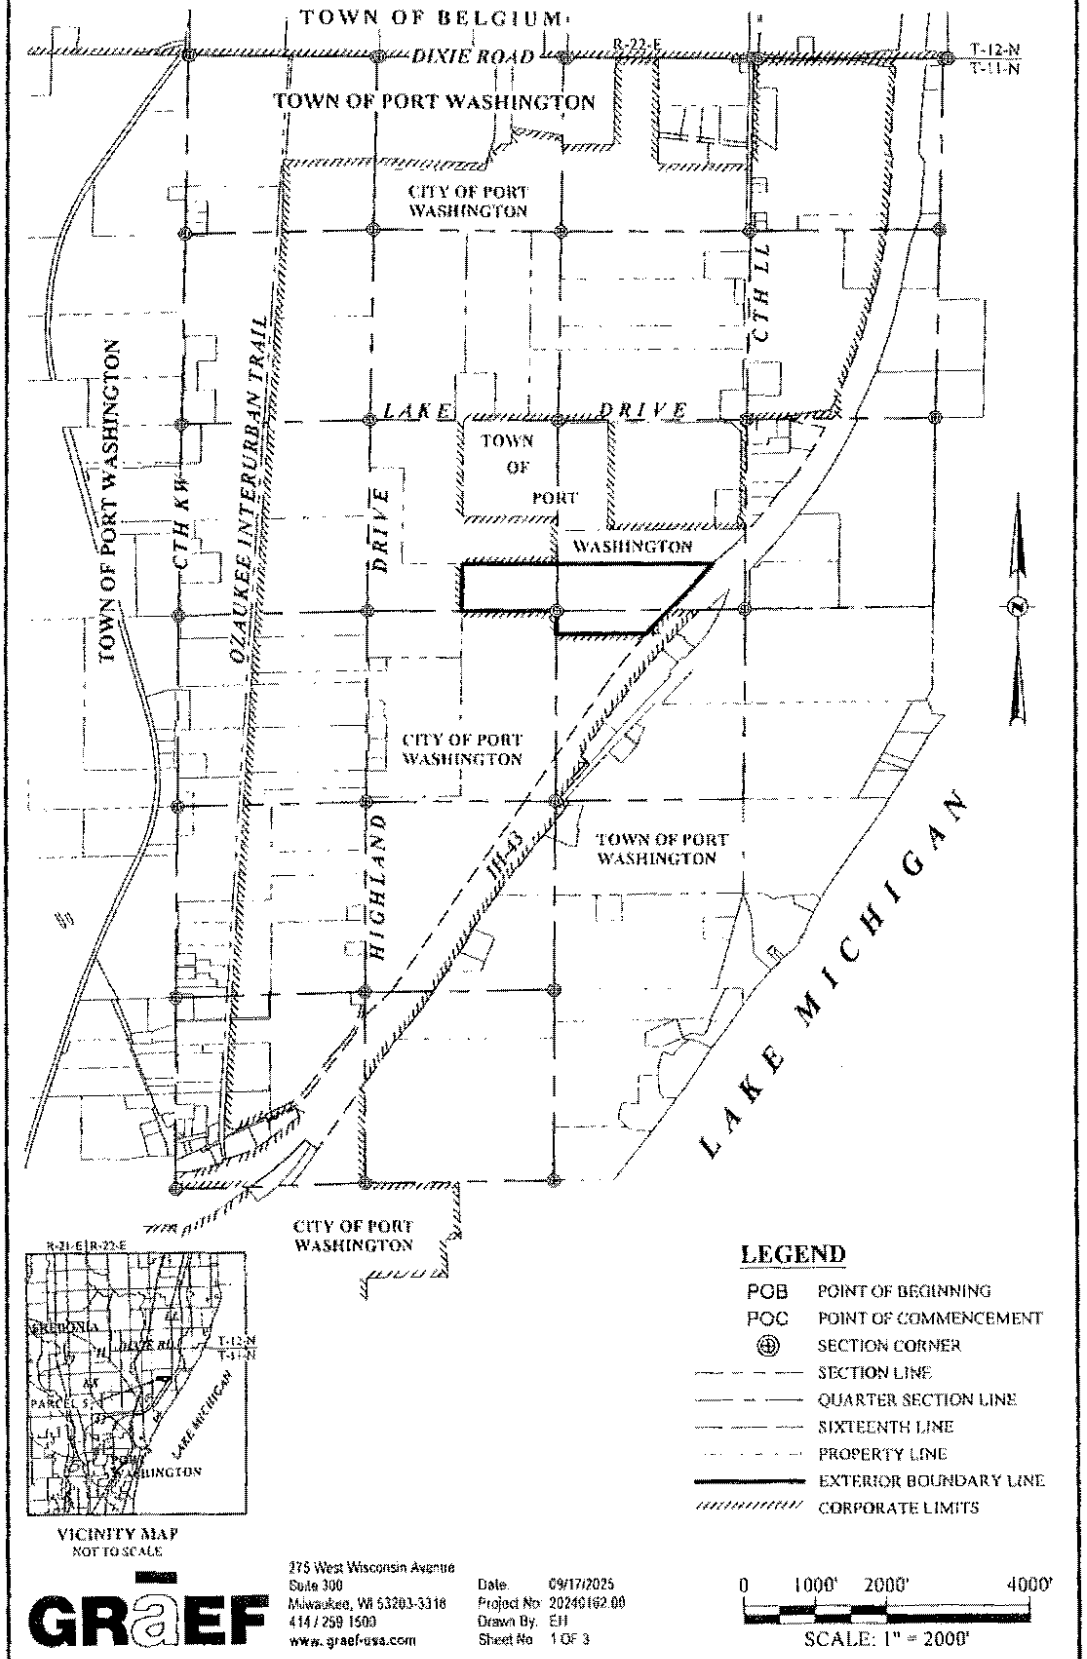 TOWN OF BELGIUM
DIXIE ROAD
R-22-E
T-12-N
T-11-N
TOWN OF PORT WASHINGTON
CITY OF PORT
WASHINGTON
CTH LL
OZAUKEE INTERURBAN TRAIL
TOWN OF PORT WASHINGTON
CTH KW
LAKE DRIVE
TOWN
OF
PORT
WASHINGTON
DRIVE
N
CITY OF PORT
WASHINGTON
IH-43
TOWN OF PORT
WASHINGTON
HIGHLAND
LAKE MICHIGAN
CITY OF PORT
WASHINGTON
R-21-E R-22-E
FREDONIA
DIXIE RD
LL
T-12-N
T-11-N
KK
PARCEL 5
LAKE MICHIGAN
PORT
WASHINGTON
VICINITY MAP
NOT TO SCALE
LEGEND
POB POINT OF BEGINNING
POC POINT OF COMMENCEMENT
SECTION CORNER
SECTION LINE
QUARTER SECTION LINE
SIXTEENTH LINE
PROPERTY LINE
EXTERIOR BOUNDARY LINE
CORPORATE LIMITS
GRaEF
275 West Wisconsin Avenue
Suite 300
Milwaukee, WI 53203-3318
414 / 259 1500
www.graef-usa.com
Date. 09/17/2025
Project No: 20240162.00
Drawn By. EH
Sheet No 1 OF 3
0 1000' 2000' 4000'
SCALE: 1" = 2000'